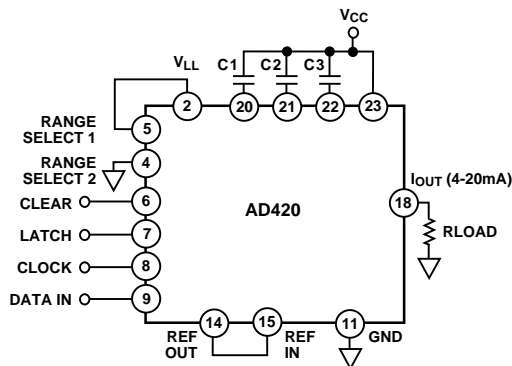 VCC
VLL
C1 C2 C3
2 20 21 22 23
RANGE
SELECT 1
5
RANGE
SELECT 2
4
CLEAR 6
AD420
IOUT (4-20mA)
18
LATCH 7
RLOAD
CLOCK 8
DATA IN 9
14 15 11
REF
OUT
REF
IN
GND